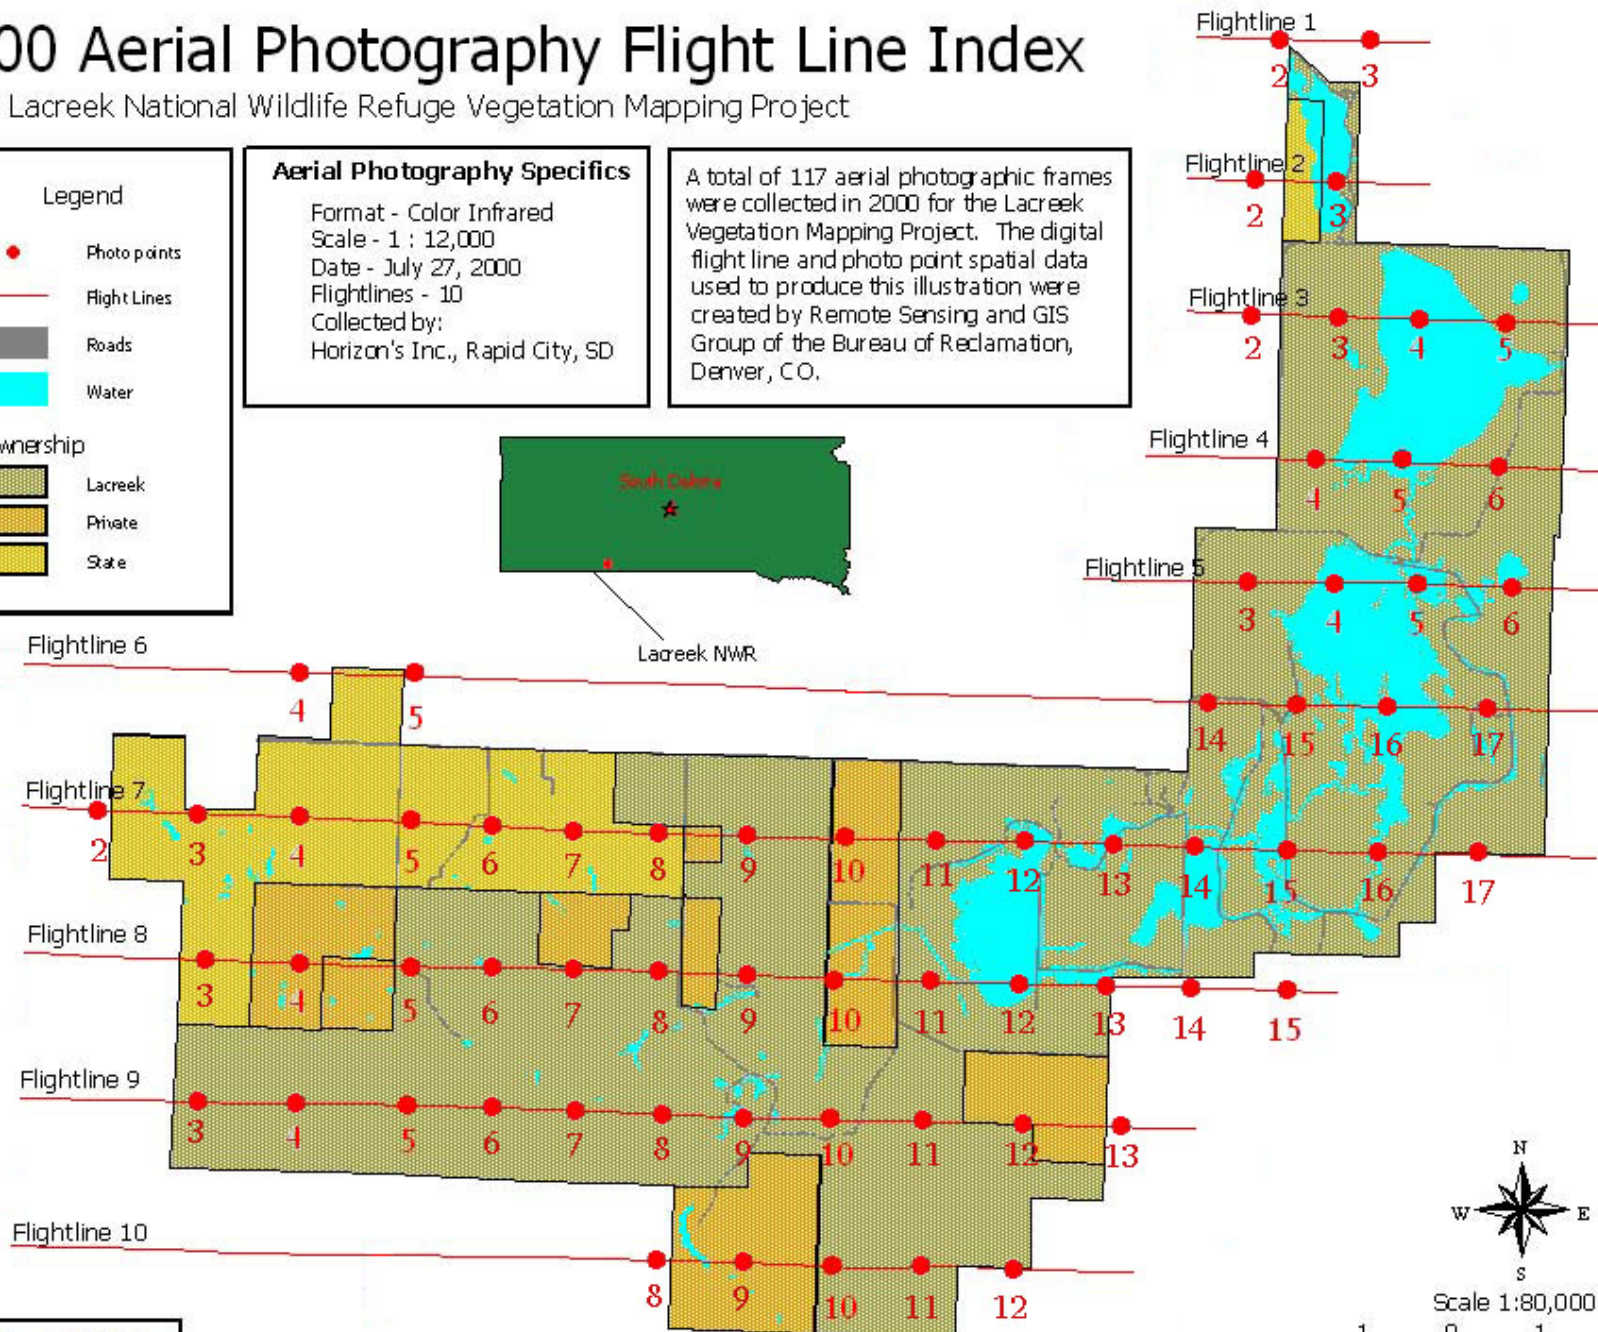 00 Aerial Photography Flight Line Index
Lacreek National Wildlife Refuge Vegetation Mapping Project
Legend
Photo points
Flight Lines
Roads
Water
wnership
Lacreek
Private
State
Aerial Photography Specifics
Format - Color Infrared
Scale - 1 : 12,000
Date - July 27, 2000
Flightlines - 10
Collected by:
Horizon's Inc., Rapid City, SD
A total of 117 aerial photographic frames
were collected in 2000 for the Lacreek
Vegetation Mapping Project. The digital
flight line and photo point spatial data
used to produce this illustration were
created by Remote Sensing and GIS
Group of the Bureau of Reclamation,
Denver, CO.
South Dakota
Lacreek NWR
Flightline 1
2 3
Flightline 2
2 3
Flightline 3
2 3 4 5
Flightline 4
4 5 6
Flightline 5
3 4 5 6
Flightline 6
4 5 14 15 16 17
Flightline 7
2 3 4 5 6 7 8 9 10 11 12 13 14 15 16 17
Flightline 8
3 4 5 6 7 8 9 10 11 12 13 14 15
Flightline 9
3 4 5 6 7 8 9 10 11 12 13
Flightline 10
8 9 10 11 12
N
W E
S
Scale 1:80,000
1 0 1